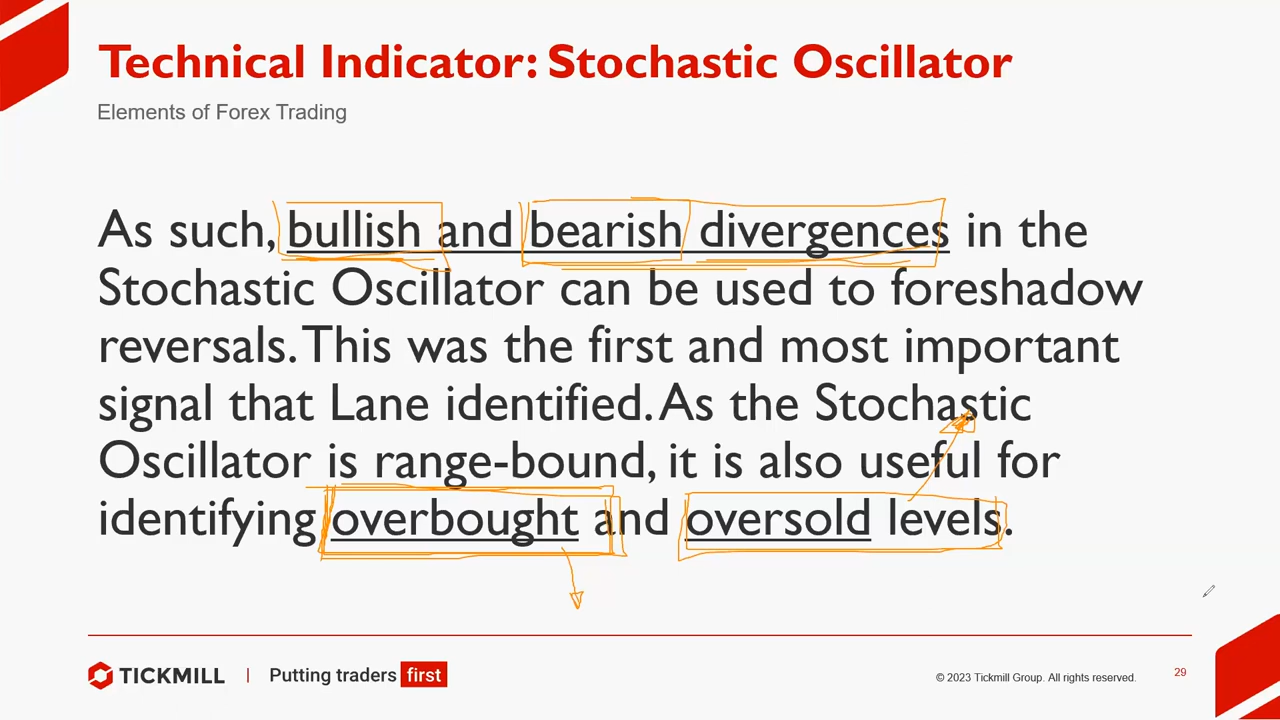 Technical Indicator: Stochastic Oscillator
Elements of Forex Trading
As such, bullish and bearish divergences in the
Stochastic Oscillator can be used to foreshadow
reversals. This was the first and most important
signal that Lane identified. As the Stochastic
Oscillator is range-bound, it is also useful for
identifying overbought and oversold levels.
TICKMILL | Putting traders first
© 2023 Tickmill Group. All rights reserved.
29